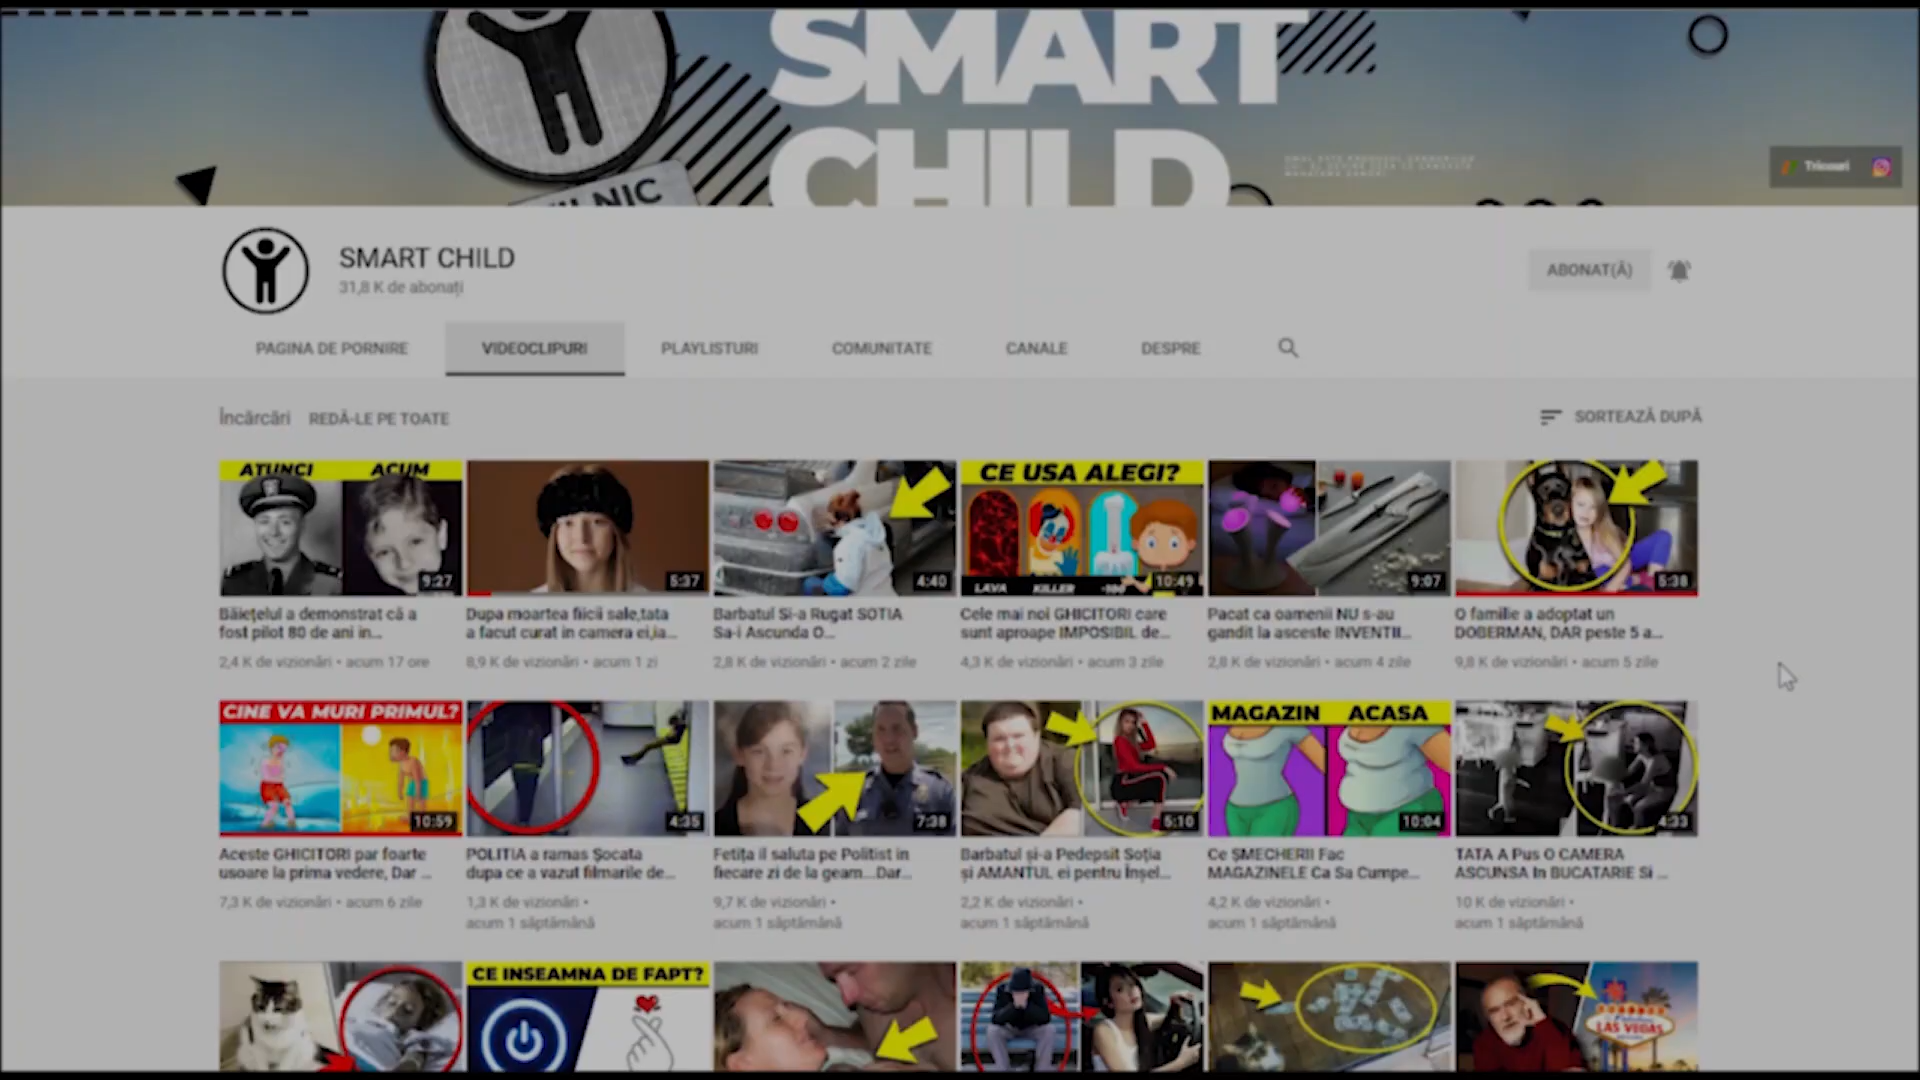 SMART
CHILD
Tricouri
SMART CHILD
31,8 K de abonați
ABONAT(Ă)
PAGINA DE PORNIRE
VIDEOCLIPURI
PLAYLISTURI
COMUNITATE
CANALE
DESPRE
Încărcări
REDĂ-LE PE TOATE
SORTEAZĂ DUPĂ
ATUNCI ACUM
9:27
5:37
4:40
CE USA ALEGI?
LAVA KILLER
10:49
9:07
5:38
Băiețelul a demonstrat că a
fost pilot 80 de ani in...
2,4 K de vizionări • acum 17 ore
Dupa moartea fiicii sale,tata
a facut curat in camera ei,ia...
8,9 K de vizionări • acum 1 zi
Barbatul Si-a Rugat SOTIA
Sa-i Ascunda O...
2,8 K de vizionări • acum 2 zile
Cele mai noi GHICITORI care
sunt aproape IMPOSIBIL de...
4,3 K de vizionări • acum 3 zile
Pacat ca oamenii NU s-au
gandit la asceste INVENTII...
2,8 K de vizionări • acum 4 zile
O familie a adoptat un
DOBERMAN, DAR peste 5 a...
9,8 K de vizionări • acum 5 zile
CINE VA MURI PRIMUL?
10:59
4:35
7:38
5:10
MAGAZIN ACASA
10:04
4:33
Aceste GHICITORI par foarte
usoare la prima vedere, Dar ...
7,3 K de vizionări • acum 6 zile
POLITIA a ramas Șocata
dupa ce a vazut filmarile de...
1,3 K de vizionări •
acum 1 săptămână
Fetița il saluta pe Politist in
fiecare zi de la geam...Dar...
9,7 K de vizionări •
acum 1 săptămână
Barbatul și-a Pedepsit Soția
și AMANTUL ei pentru Înșel...
2,2 K de vizionări •
acum 1 săptămână
Ce ȘMECHERII Fac
MAGAZINELE Ca Sa Cumpe...
4,2 K de vizionări •
acum 1 săptămână
TATA A Pus O CAMERA
ASCUNSA In BUCATARIE Si ...
10 K de vizionări •
acum 1 săptămână
CE INSEAMNA DE FAPT?
LAS VEGAS